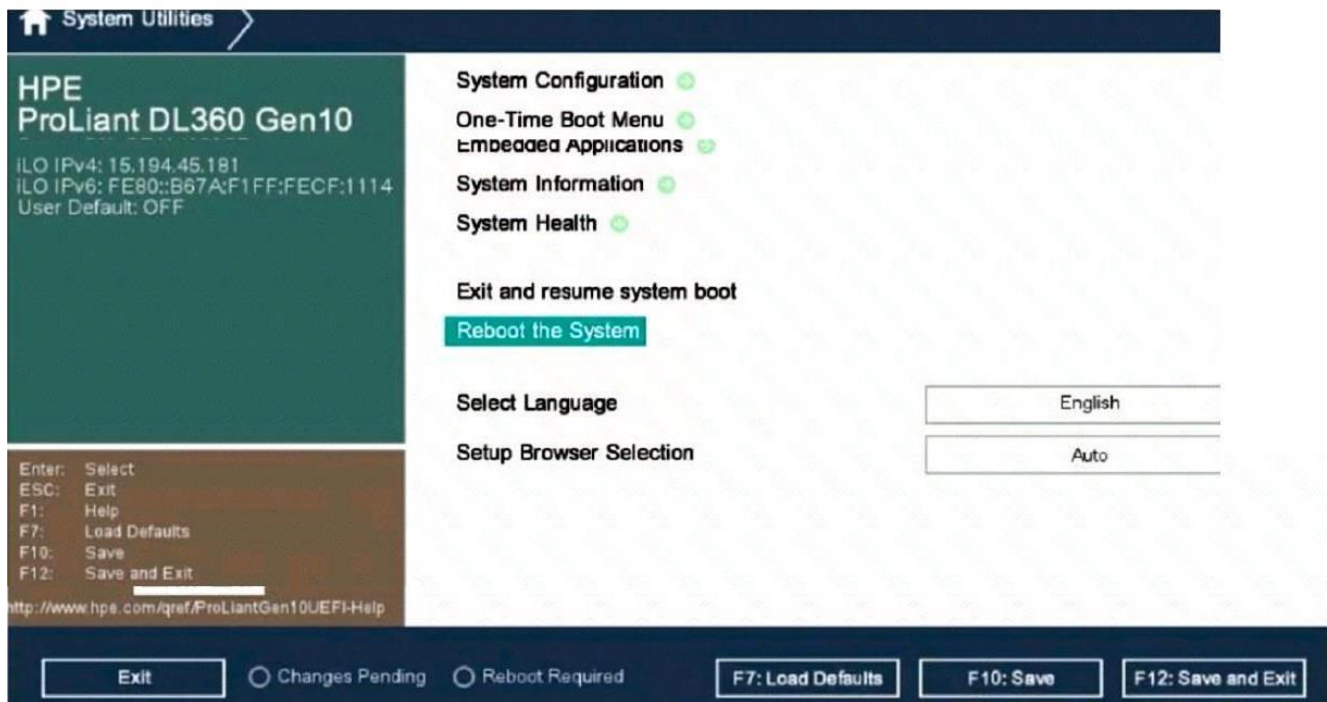 System Utilities
HPE
ProLiant DL360 Gen10
iLO IPv4: 15.194.45.181
iLO IPv6: FE80::B67A:F1FF:FECF:1114
User Default: OFF
Enter: Select
ESC: Exit
F1: Help
F7: Load Defaults
F10: Save
F12: Save and Exit
http://www.hpe.com/qref/ProLiantGen10UEFI-Help
System Configuration
One-Time Boot Menu
Embedded Applications
System Information
System Health
Exit and resume system boot
Reboot the System
Select Language English
Setup Browser Selection Auto
Exit Changes Pending Reboot Required F7: Load Defaults F10: Save F12: Save and Exit